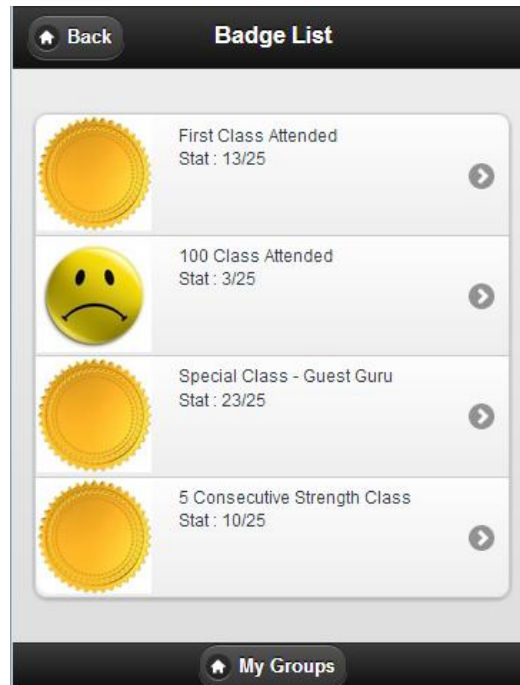 Back
Badge List
First Class Attended
Stat : 13/25
100 Class Attended
Stat : 3/25
Special Class - Guest Guru
Stat : 23/25
5 Consecutive Strength Class
Stat : 10/25
My Groups